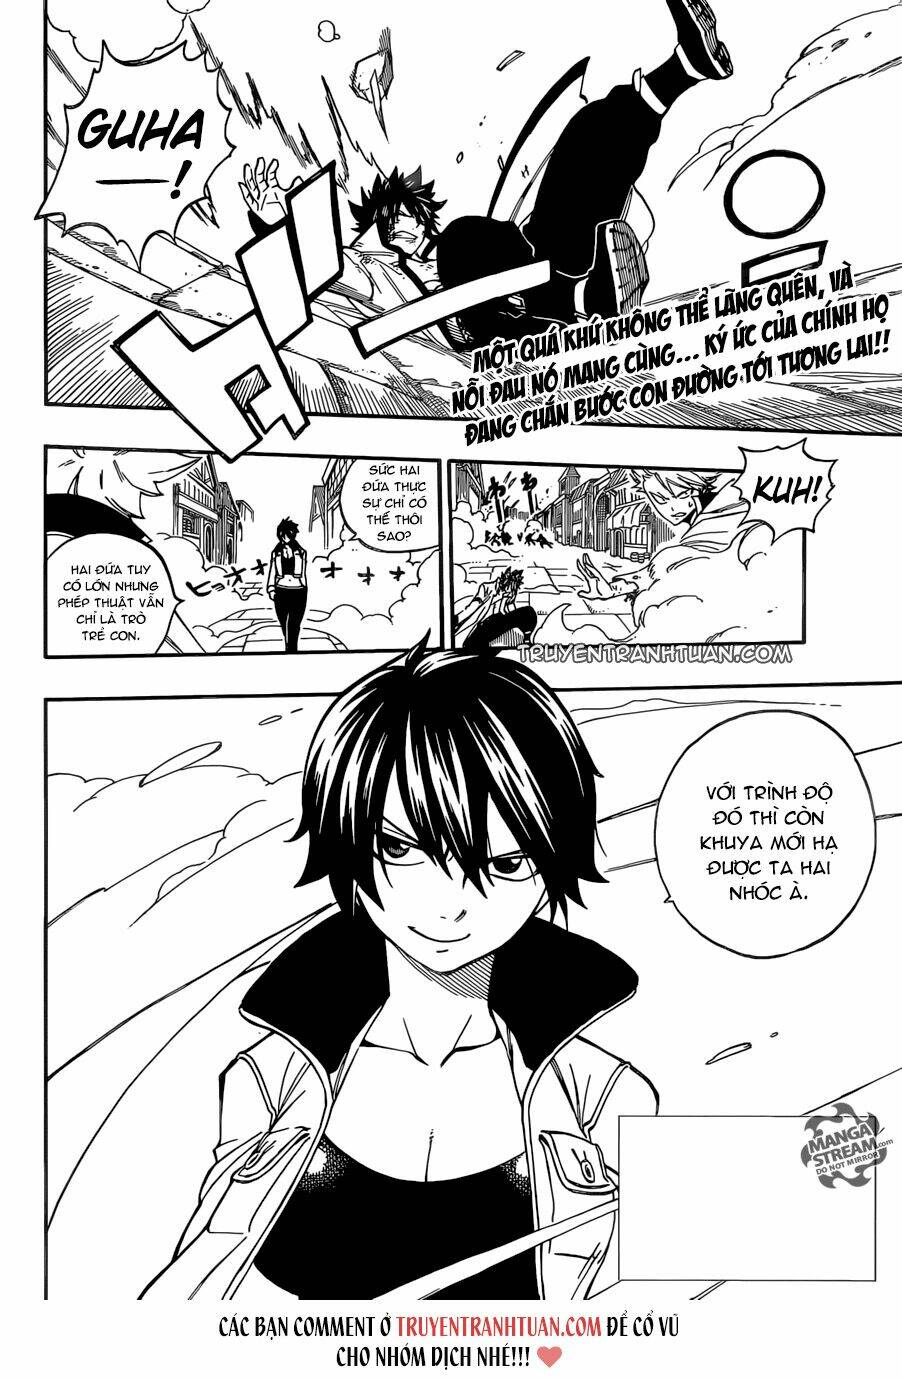 GUHA
—!
MỘT QUÁ KHỨ KHÔNG THỂ LÃNG QUÊN, VÀ
NỖI ĐAU NÓ MANG CÙNG... KÝ ỨC CỦA CHÍNH HỌ
ĐANG CHẮN BƯỚC CON ĐƯỜNG TỚI TƯƠNG LAI!!
KUH!
SỨC HAI
ĐỨA THỰC
SỰ CHỈ CÓ
THẾ THÔI
SAO?
HAI ĐỨA TUY
CÓ LỚN NHƯNG
PHÉP THUẬT VẪN
CHỈ LÀ TRÒ
TRẺ CON.
TRUYENTRANHTUAN.COM
VỚI TRÌNH ĐỘ
ĐÓ THÌ CÒN
KHUYA MỚI HẠ
ĐƯỢC TA HAI
NHÓC À.
MANGA
STREAM.com
DO NOT MIRROR
CÁC BẠN COMMENT Ở TRUYENTRANHTUAN.COM ĐỂ CỔ VŨ
CHO NHÓM DỊCH NHÉ!!! ❤